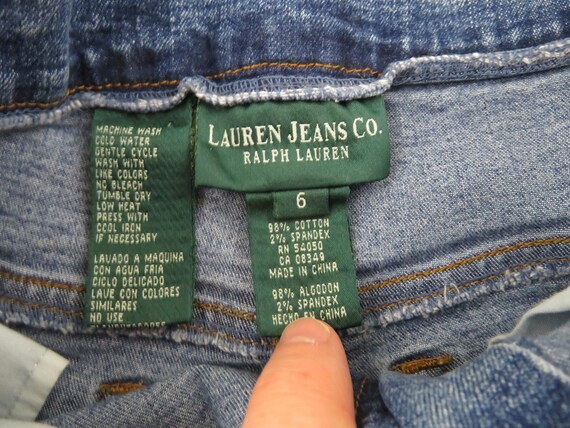 MACHINE WASH
COLD WATER
GENTLE CYCLE
WASH WITH
LIKE COLORS
NO BLEACH
TUMBLE DRY
LOW HEAT
PRESS WITH
COOL IRON
IF NECESSARY
LAVADO A MAQUINA
CON AGUA FRIA
CICLO DELICADO
LAVE CON COLORES
SIMILARES
NO USE
LAUREN JEANS CO.
RALPH LAUREN
6
98% COTTON
2% SPANDEX
RN 54050
CA 08349
MADE IN CHINA
98% ALGODON
2% SPANDEX
HECHO EN CHINA